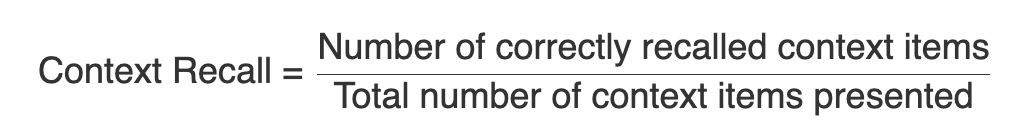 Number of correctly recalled context items
Context Recall =
Total number of context items presented